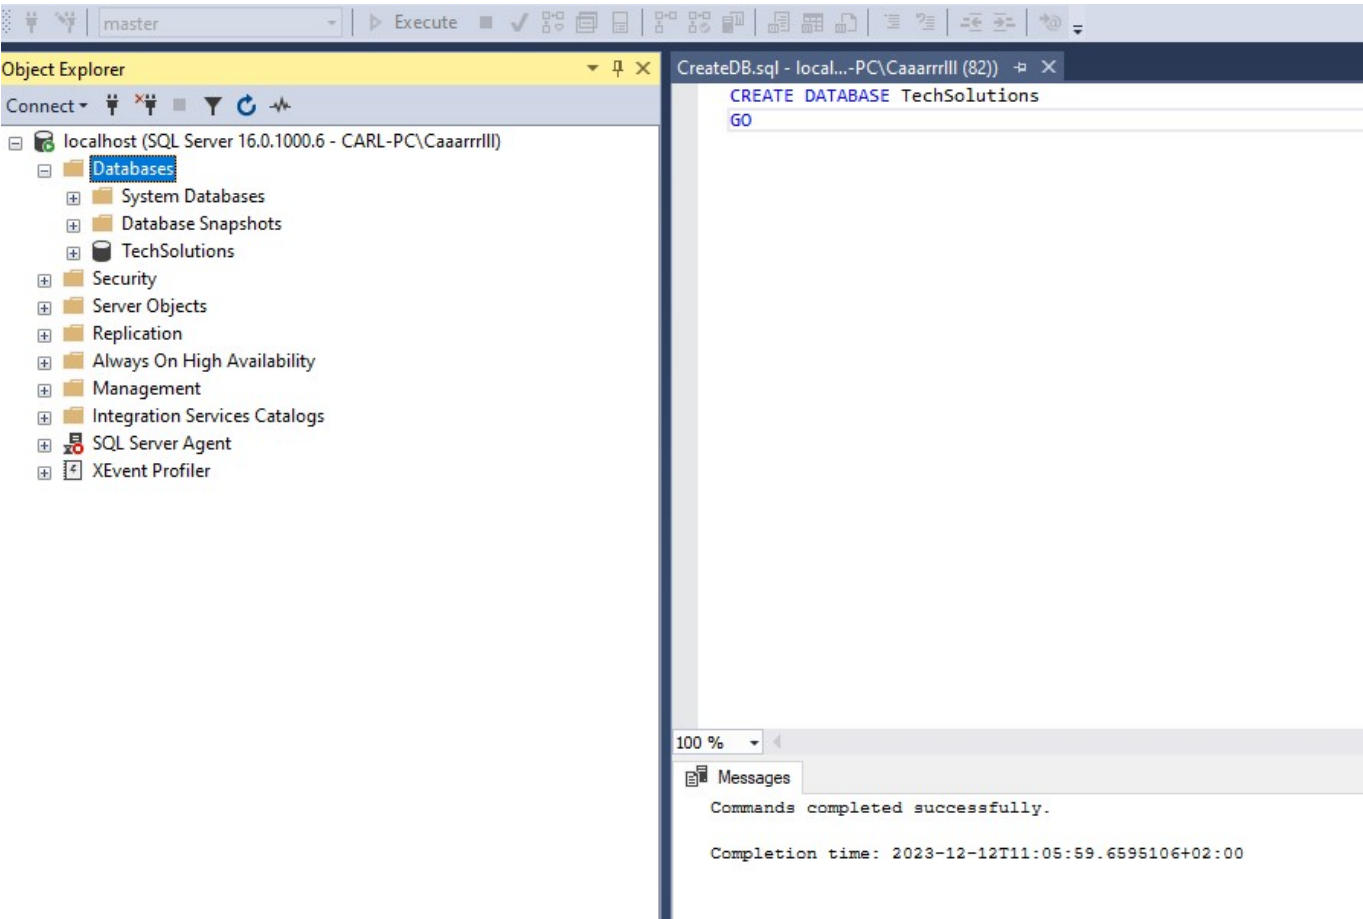 master
Execute
Object Explorer
Connect
localhost (SQL Server 16.0.1000.6 - CARL-PC\Caaarrrlll)
Databases
System Databases
Database Snapshots
TechSolutions
Security
Server Objects
Replication
Always On High Availability
Management
Integration Services Catalogs
SQL Server Agent
XEvent Profiler
CreateDB.sql - local...-PC\Caaarrrlll (82))
CREATE DATABASE TechSolutions
GO
100 %
Messages
Commands completed successfully.
Completion time: 2023-12-12T11:05:59.6595106+02:00